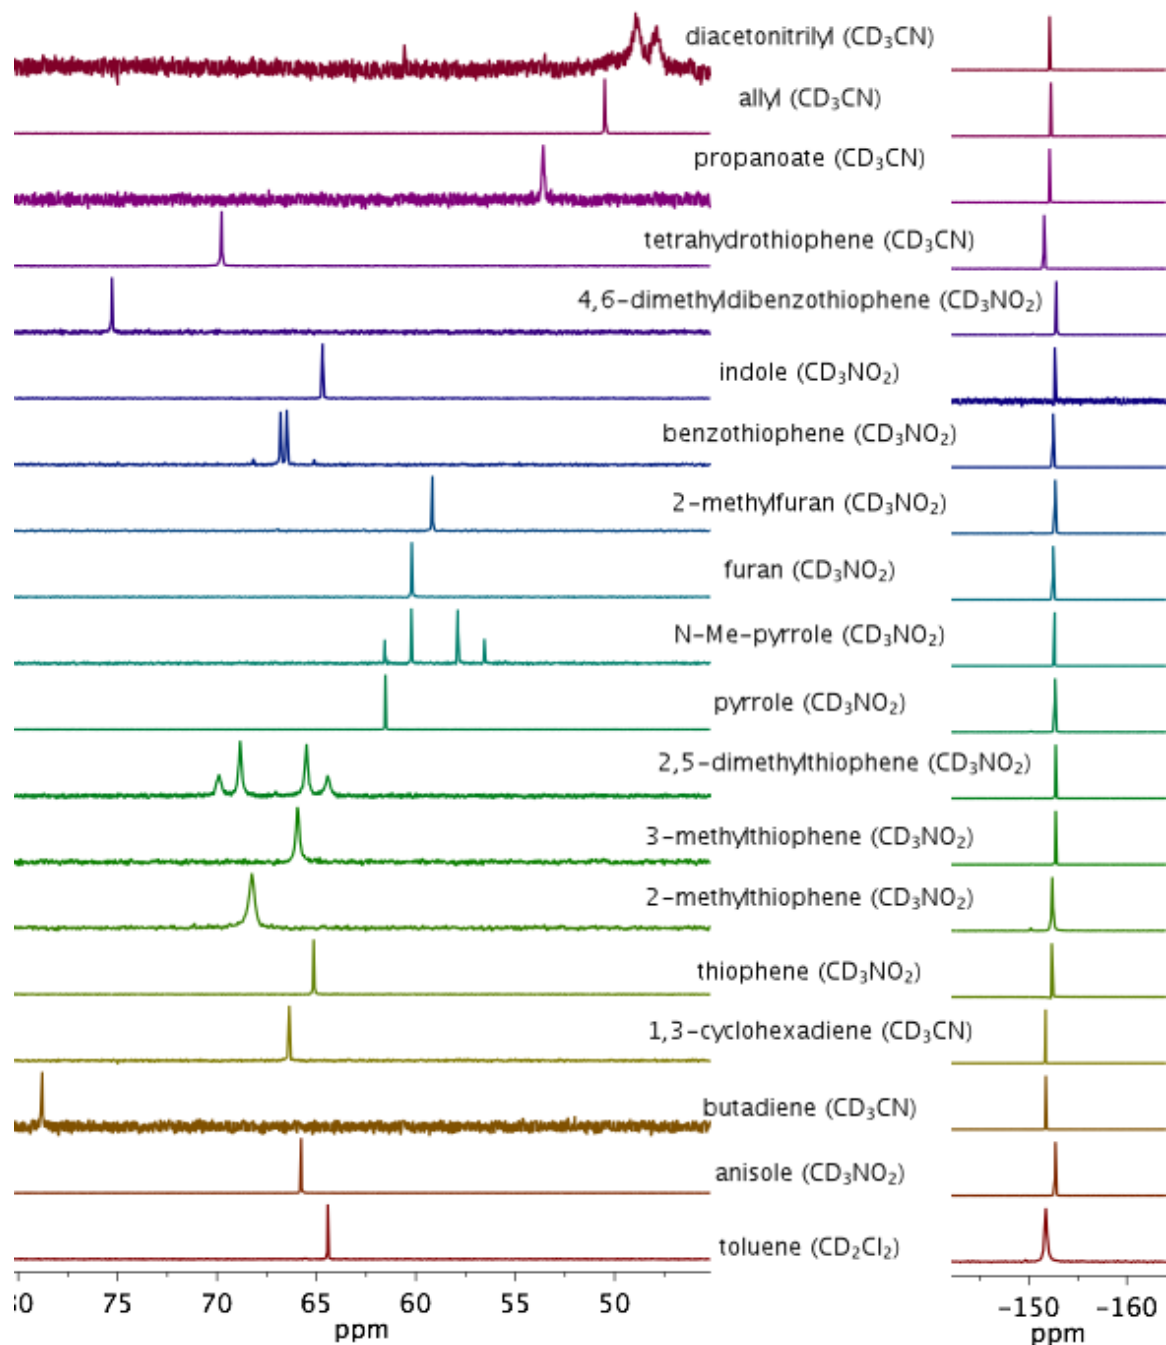 diacetonitrilyl (CD₃CN)
allyl (CD₃CN)
propanoate (CD₃CN)
tetrahydrothiophene (CD₃CN)
4,6-dimethyldibenzothiophene (CD₃NO₂)
indole (CD₃NO₂)
benzothiophene (CD₃NO₂)
2-methylfuran (CD₃NO₂)
furan (CD₃NO₂)
N-Me-pyrrole (CD₃NO₂)
pyrrole (CD₃NO₂)
2,5-dimethylthiophene (CD₃NO₂)
3-methylthiophene (CD₃NO₂)
2-methylthiophene (CD₃NO₂)
thiophene (CD₃NO₂)
1,3-cyclohexadiene (CD₃CN)
butadiene (CD₃CN)
anisole (CD₃NO₂)
toluene (CD₂Cl₂)
80 75 70 65 60 55 50 -150 -160
ppm ppm